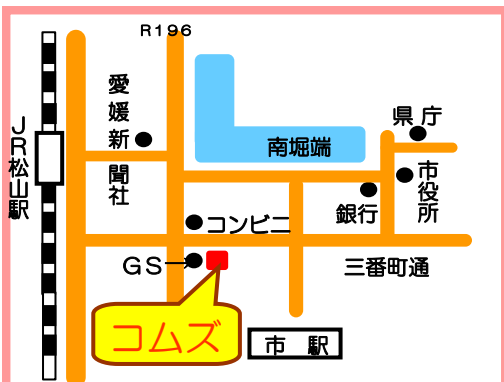 R196
愛媛新聞社
県庁
JR松山駅
南堀端
市役所
銀行
コンビニ
GS
三番町通
コムズ
市 駅